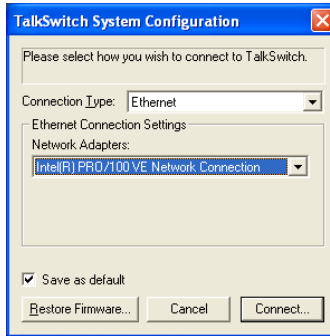 TalkSwitch System Configuration
Please select how you wish to connect to TalkSwitch.
Connection Type: Ethernet
Ethernet Connection Settings
Network Adapters:
Intel(R) PRO/100 VE Network Connection
Save as default
Restore Firmware... Cancel Connect...